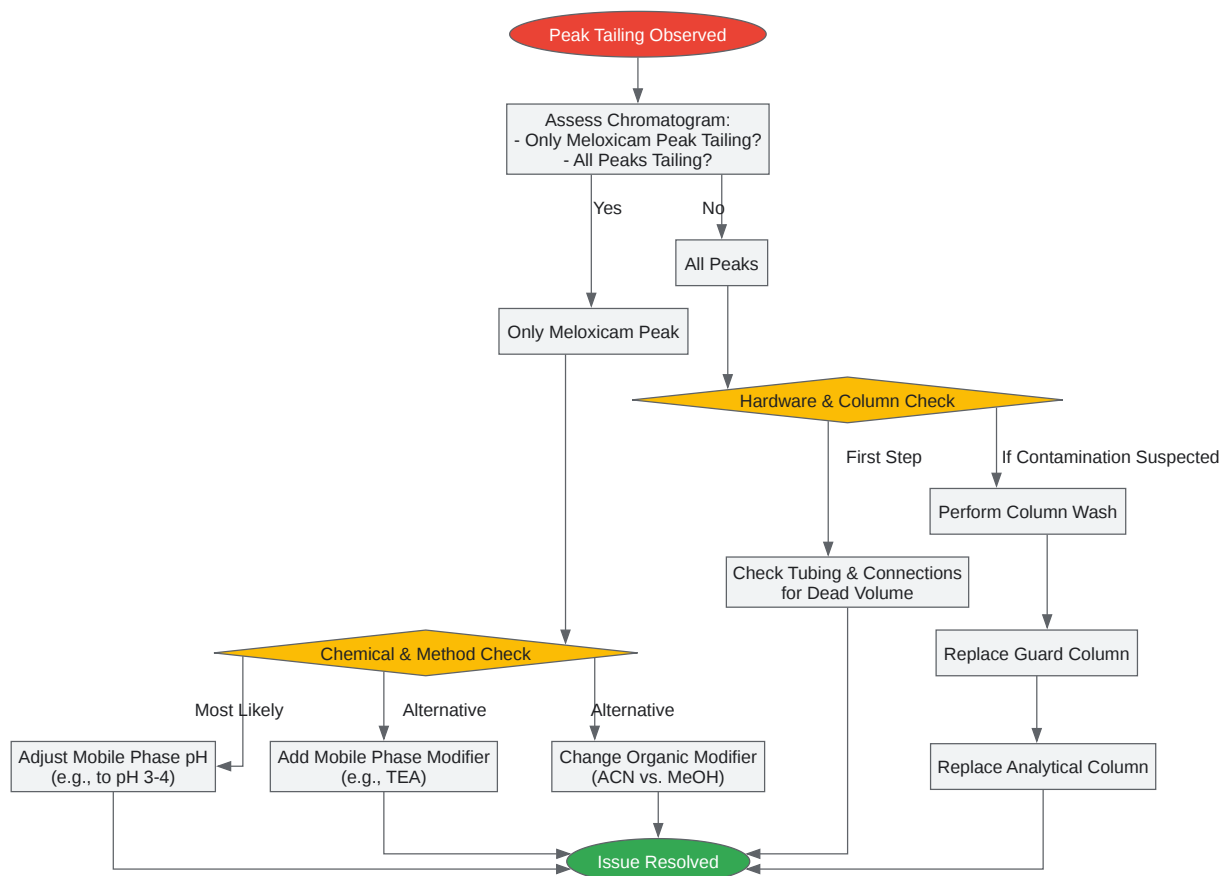 Peak Tailing Observed
Assess Chromatogram:
- Only Meloxicam Peak Tailing?
- All Peaks Tailing?
Yes
No
All Peaks
Only Meloxicam Peak
Hardware & Column Check
First Step
If Contamination Suspected
Perform Column Wash
Check Tubing & Connections
for Dead Volume
Chemical & Method Check
Replace Guard Column
Most Likely
Alternative
Alternative
Adjust Mobile Phase pH
(e.g., to pH 3-4)
Add Mobile Phase Modifier
(e.g., TEA)
Change Organic Modifier
(ACN vs. MeOH)
Replace Analytical Column
Issue Resolved